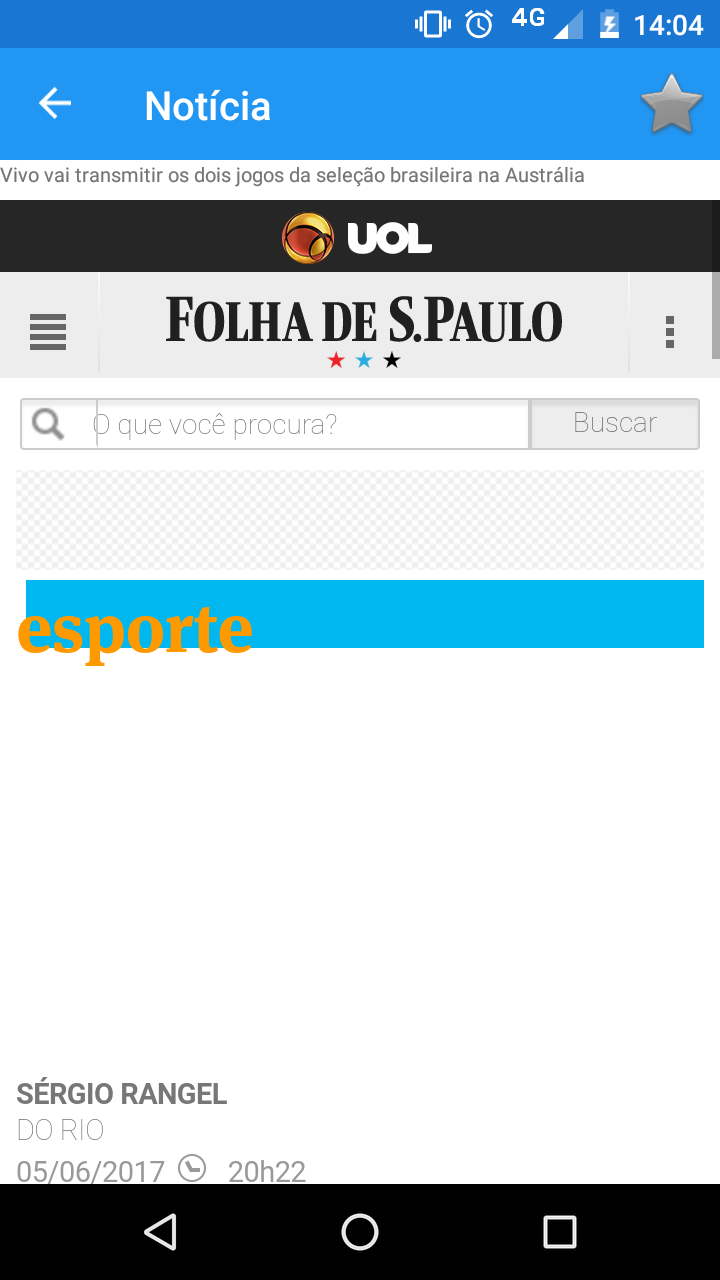 4G 14:04
Notícia
Vivo vai transmitir os dois jogos da seleção brasileira na Austrália
UOL
FOLHA DE S.PAULO
O que você procura? Buscar
esporte
SÉRGIO RANGEL
DO RIO
05/06/2017 20h22